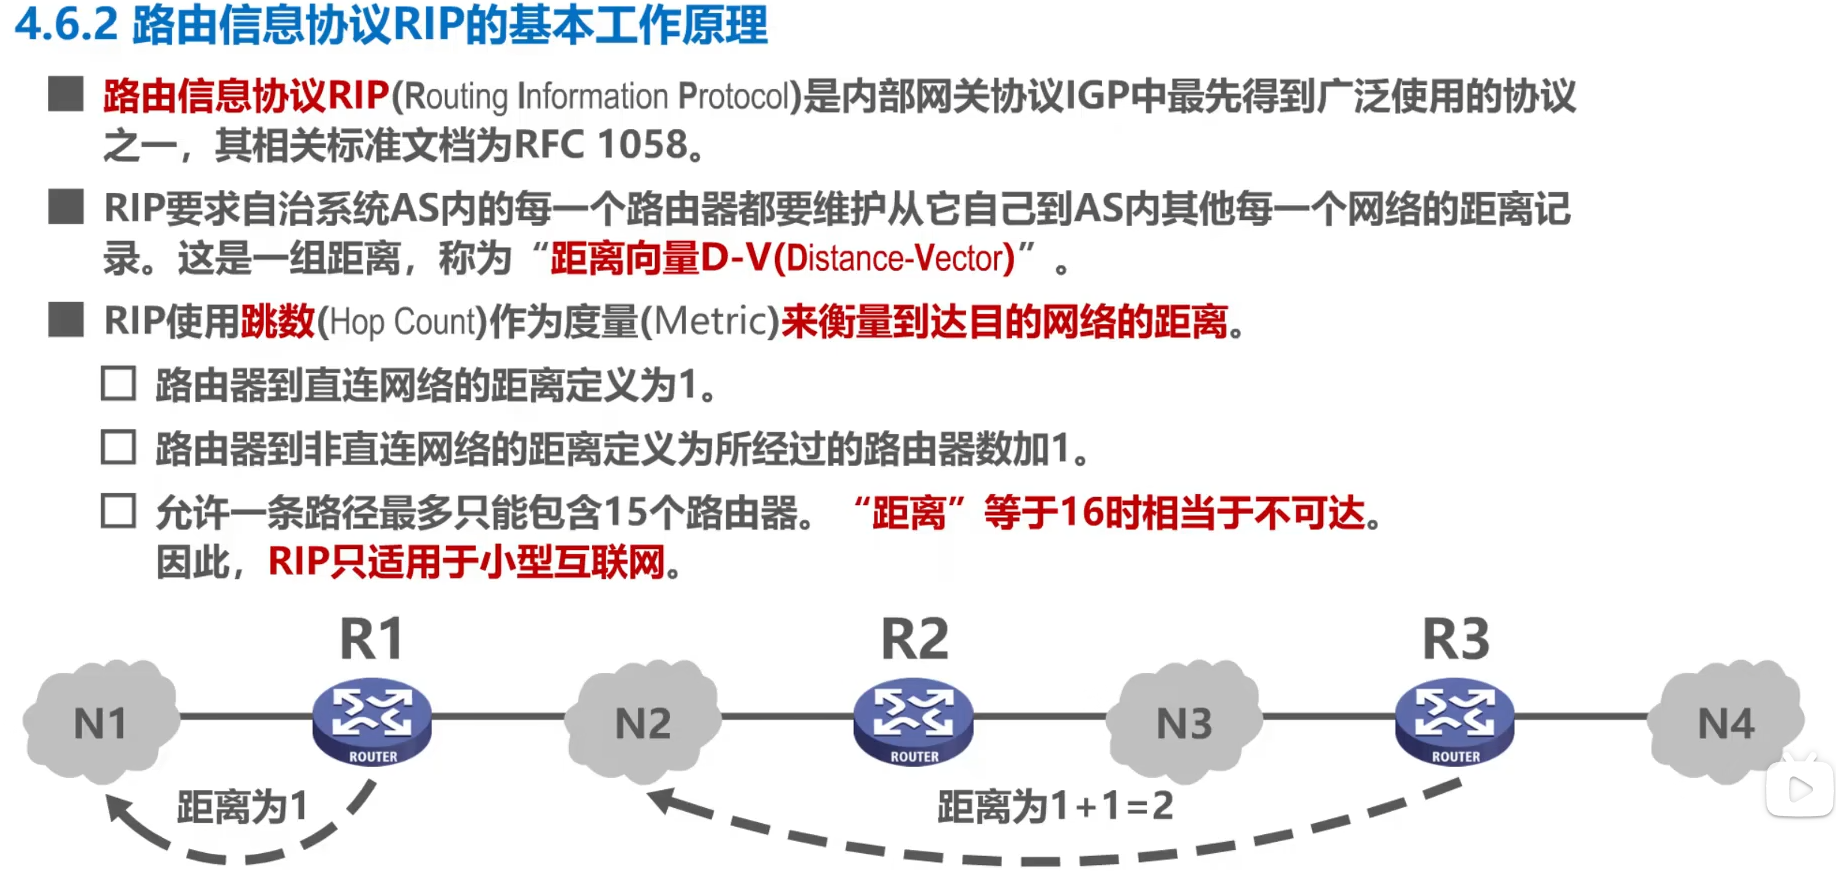 4.6.2 路由信息协议RIP的基本工作原理
路由信息协议RIP(Routing Information Protocol)是内部网关协议IGP中最先得到广泛使用的协议
之一，其相关标准文档为RFC 1058。
RIP要求自治系统AS内的每一个路由器都要维护从它自己到AS内其他每一个网络的距离记
录。这是一组距离，称为“距离向量D-V(Distance-Vector)”。
RIP使用跳数(Hop Count)作为度量(Metric)来衡量到达目的网络的距离。
路由器到直连网络的距离定义为1。
路由器到非直连网络的距离定义为所经过的路由器数加1。
允许一条路径最多只能包含15个路由器。“距离”等于16时相当于不可达。
因此，RIP只适用于小型互联网。
R1
R2
R3
N1
N2
N3
N4
ROUTER
ROUTER
ROUTER
距离为1
距离为1+1=2